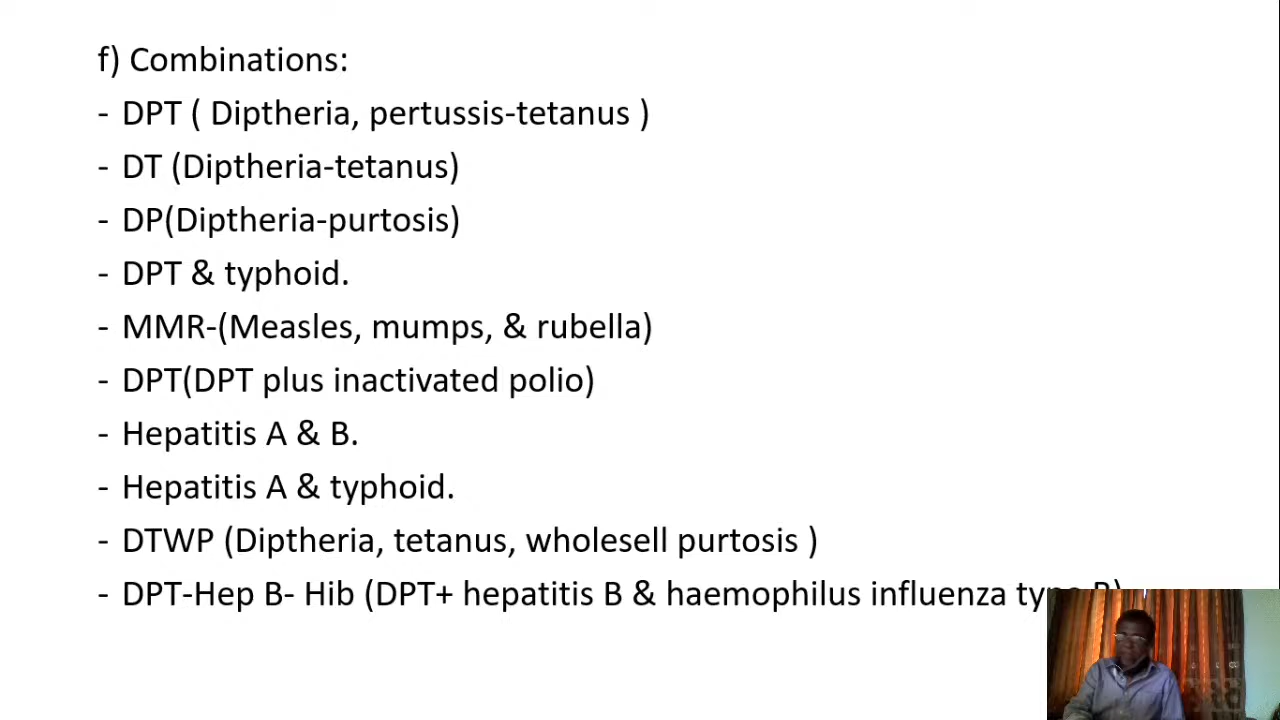 f) Combinations:
- DPT ( Diptheria, pertussis-tetanus )
- DT (Diptheria-tetanus)
- DP(Diptheria-purtosis)
- DPT & typhoid.
- MMR-(Measles, mumps, & rubella)
- DPT(DPT plus inactivated polio)
- Hepatitis A & B.
- Hepatitis A & typhoid.
- DTWP (Diptheria, tetanus, wholesell purtosis )
- DPT-Hep B- Hib (DPT+ hepatitis B & haemophilus influenza type B)